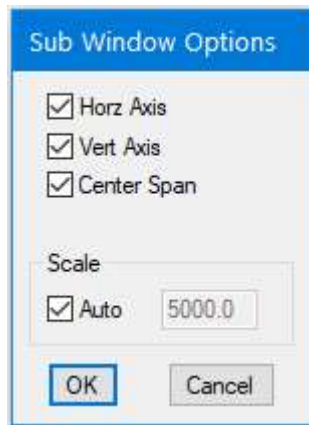 Sub Window Options
Horz Axis
Vert Axis
Center Span
Scale
Auto 5000.0
OK Cancel